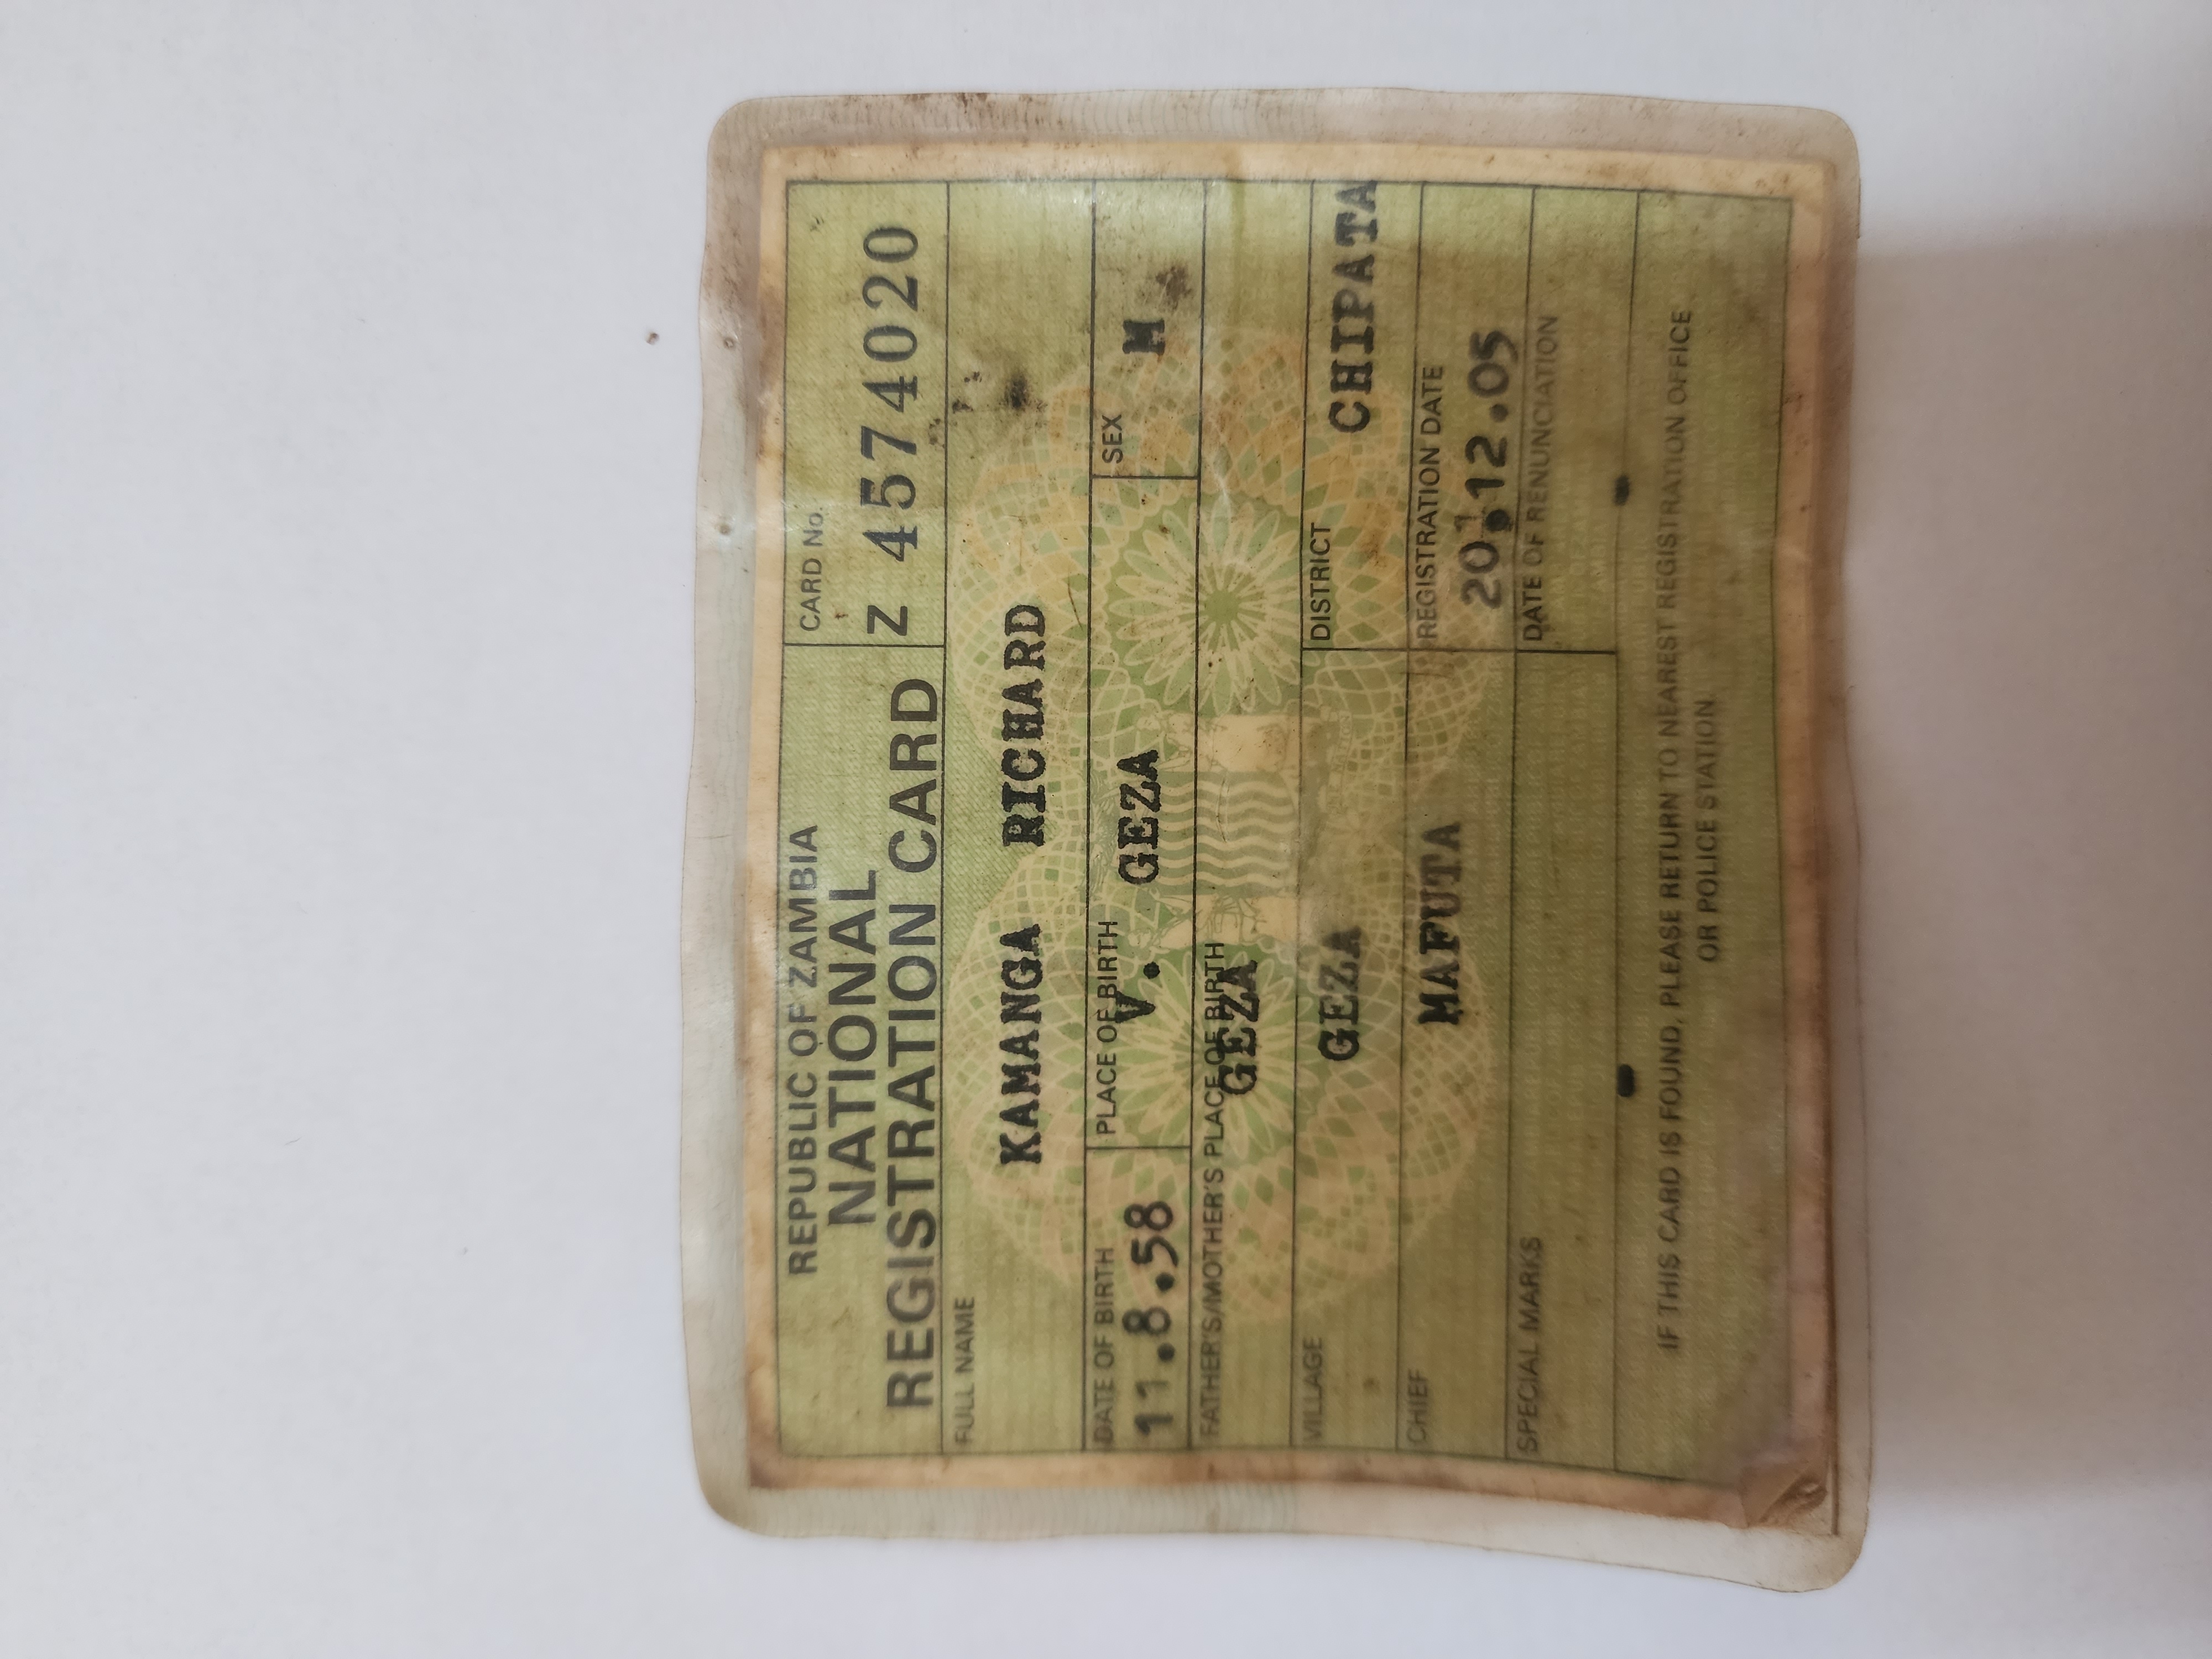 REPUBLIC OF ZAMBIA
NATIONAL
REGISTRATION CARD
CARD No.
Z 45740 20
FULL NAME
KAMANGA RICHARD
DATE OF BIRTH
11.8.58
PLACE OF BIRTH
V. GEZA
SEX
M
FATHER'S/MOTHER'S PLACE OF BIRTH
GEZA
VILLAGE
GEZA
DISTRICT
CHIPATA
CHIEF
MAFUTA
REGISTRATION DATE
20.12.05
SPECIAL MARKS
DATE OF RENUNCIATION
IF THIS CARD IS FOUND, PLEASE RETURN TO NEAREST REGISTRATION OFFICE
OR POLICE STATION